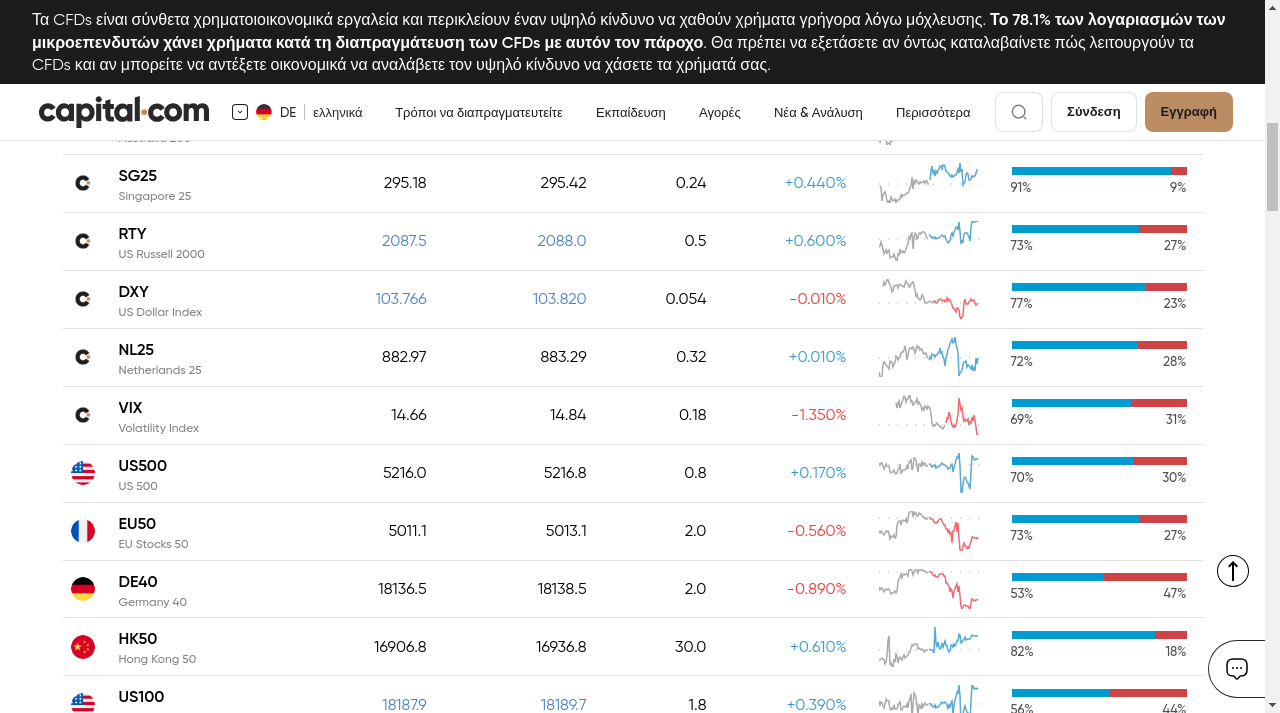 Τα CFDs είναι σύνθετα χρηματοοικονομικά εργαλεία και περικλείουν έναν υψηλό κίνδυνο να χαθούν χρήματα γρήγορα λόγω μόχλευσης. Το 78.1% των λογαριασμών των
μικροεπενδυτών χάνει χρήματα κατά τη διαπραγμάτευση των CFDs με αυτόν τον πάροχο. Θα πρέπει να εξετάσετε αν όντως καταλαβαίνετε πώς λειτουργούν τα
CFDs και αν μπορείτε να αντέξετε οικονομικά να αναλάβετε τον υψηλό κίνδυνο να χάσετε τα χρήματά σας.
capital.com DE ελληνικά Τρόποι να διαπραγματευτείτε Εκπαίδευση Αγορές Νέα & Ανάλυση Περισσότερα Σύνδεση Εγγραφή
SG25 295.18 295.42 0.24 +0.440% 91% 9%
Singapore 25
RTY 2087.5 2088.0 0.5 +0.600% 73% 27%
US Russell 2000
DXY 103.766 103.820 0.054 -0.010% 77% 23%
US Dollar Index
NL25 882.97 883.29 0.32 +0.010% 72% 28%
Netherlands 25
VIX 14.66 14.84 0.18 -1.350% 69% 31%
Volatility Index
US500 5216.0 5216.8 0.8 +0.170% 70% 30%
US 500
EU50 5011.1 5013.1 2.0 -0.560% 73% 27%
EU Stocks 50
DE40 18136.5 18138.5 2.0 -0.890% 53% 47%
Germany 40
HK50 16906.8 16936.8 30.0 +0.610% 82% 18%
Hong Kong 50
US100 18187.9 18189.7 1.8 +0.390% 56% 44%